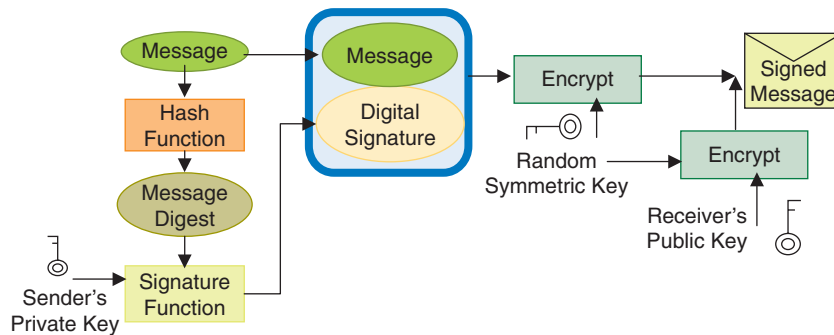 Message
Message
Encrypt
Signed
Message
Hash
Function
Digital
Signature
Random
Symmetric Key
Encrypt
Message
Digest
Receiver's
Public Key
Sender's
Private Key
Signature
Function